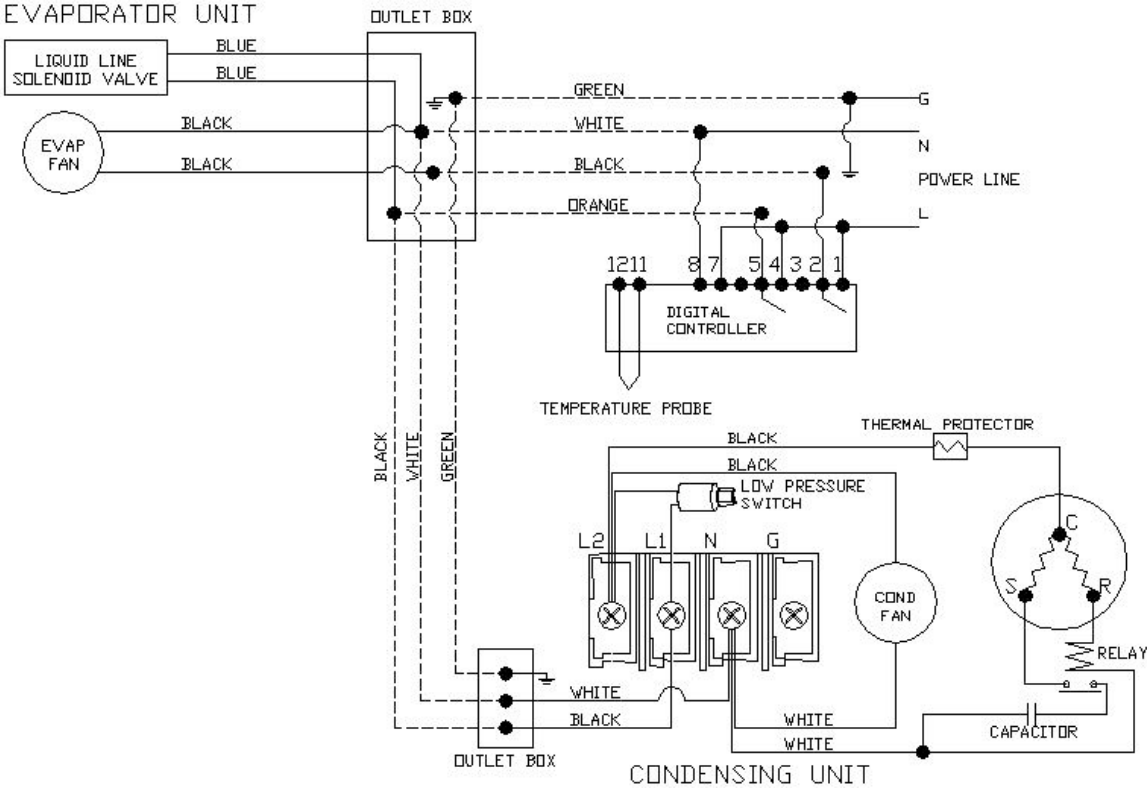 EVAPORATOR UNIT
OUTLET BOX
LIQUID LINE
SOLENOID VALVE
BLUE
BLUE
EVAP
FAN
BLACK
BLACK
GREEN
G
WHITE
N
BLACK
POWER LINE
ORANGE
L
12 11 8 7 5 4 3 2 1
DIGITAL
CONTROLLER
TEMPERATURE PROBE
BLACK
WHITE
GREEN
THERMAL PROTECTOR
BLACK
BLACK
LOW PRESSURE
SWITCH
L2 L1 N G
C
S
R
COND
FAN
RELAY
WHITE
BLACK
WHITE
WHITE
CAPACITOR
OUTLET BOX
CONDENSING UNIT